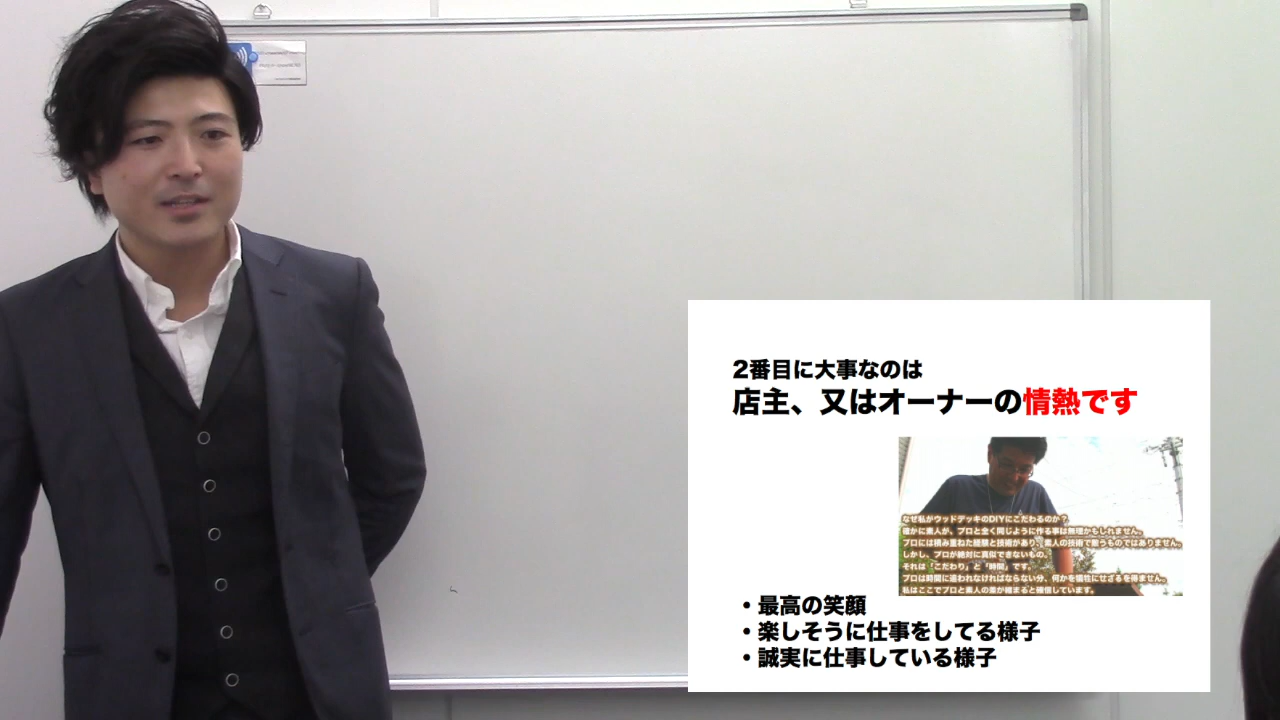 2番目に大事なのは
店主、又はオーナーの情熱です
なぜ私がウッドデッキのDIYにこだわるのか?
確かに素人が、プロと全く同じように作る事は無理かもしれません。
プロには積み重ねた経験と技術があり、素人の技術で敵うものではありません。
しかし、プロが絶対に真似できないもの。
それは「こだわり」と「時間」です。
プロは時間に追われなければならない分、何かを犠牲にせざるを得ません。
私はここでプロと素人の差が縮まると確信しています。
・最高の笑顔
・楽しそうに仕事をしてる様子
・誠実に仕事している様子